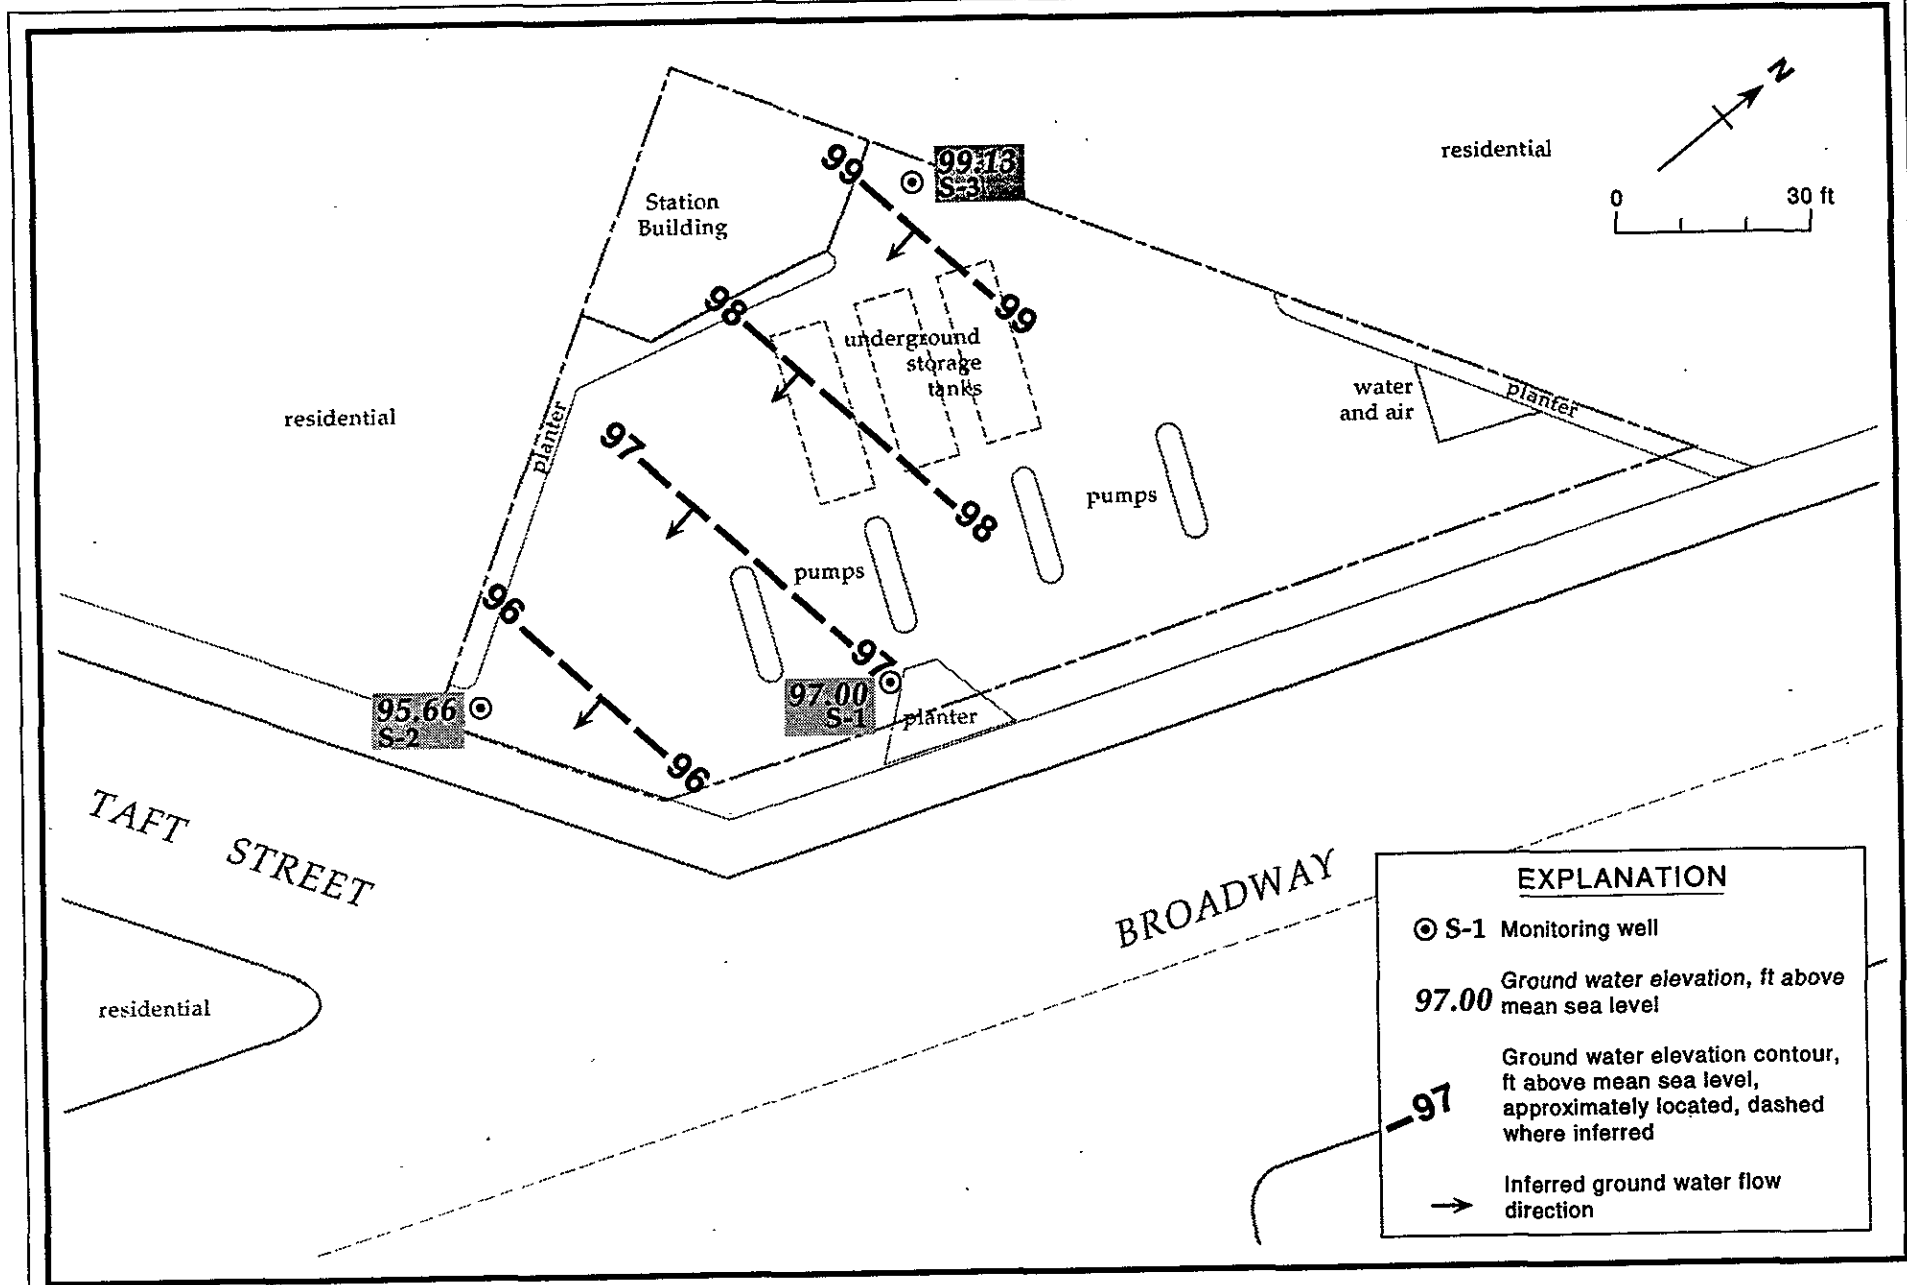 N
residential
0 30 ft
99
99.13
S-3
Station
Building
99
98
underground
storage
tanks
water
and air
planter
residential
planter
97
98
pumps
pumps
96
97
97.00
S-1
planter
95.66
S-2
96
TAFT STREET
BROADWAY
residential
EXPLANATION
S-1 Monitoring well
97.00 Ground water elevation, ft above
mean sea level
97 Ground water elevation contour,
ft above mean sea level,
approximately located, dashed
where inferred
Inferred ground water flow
direction